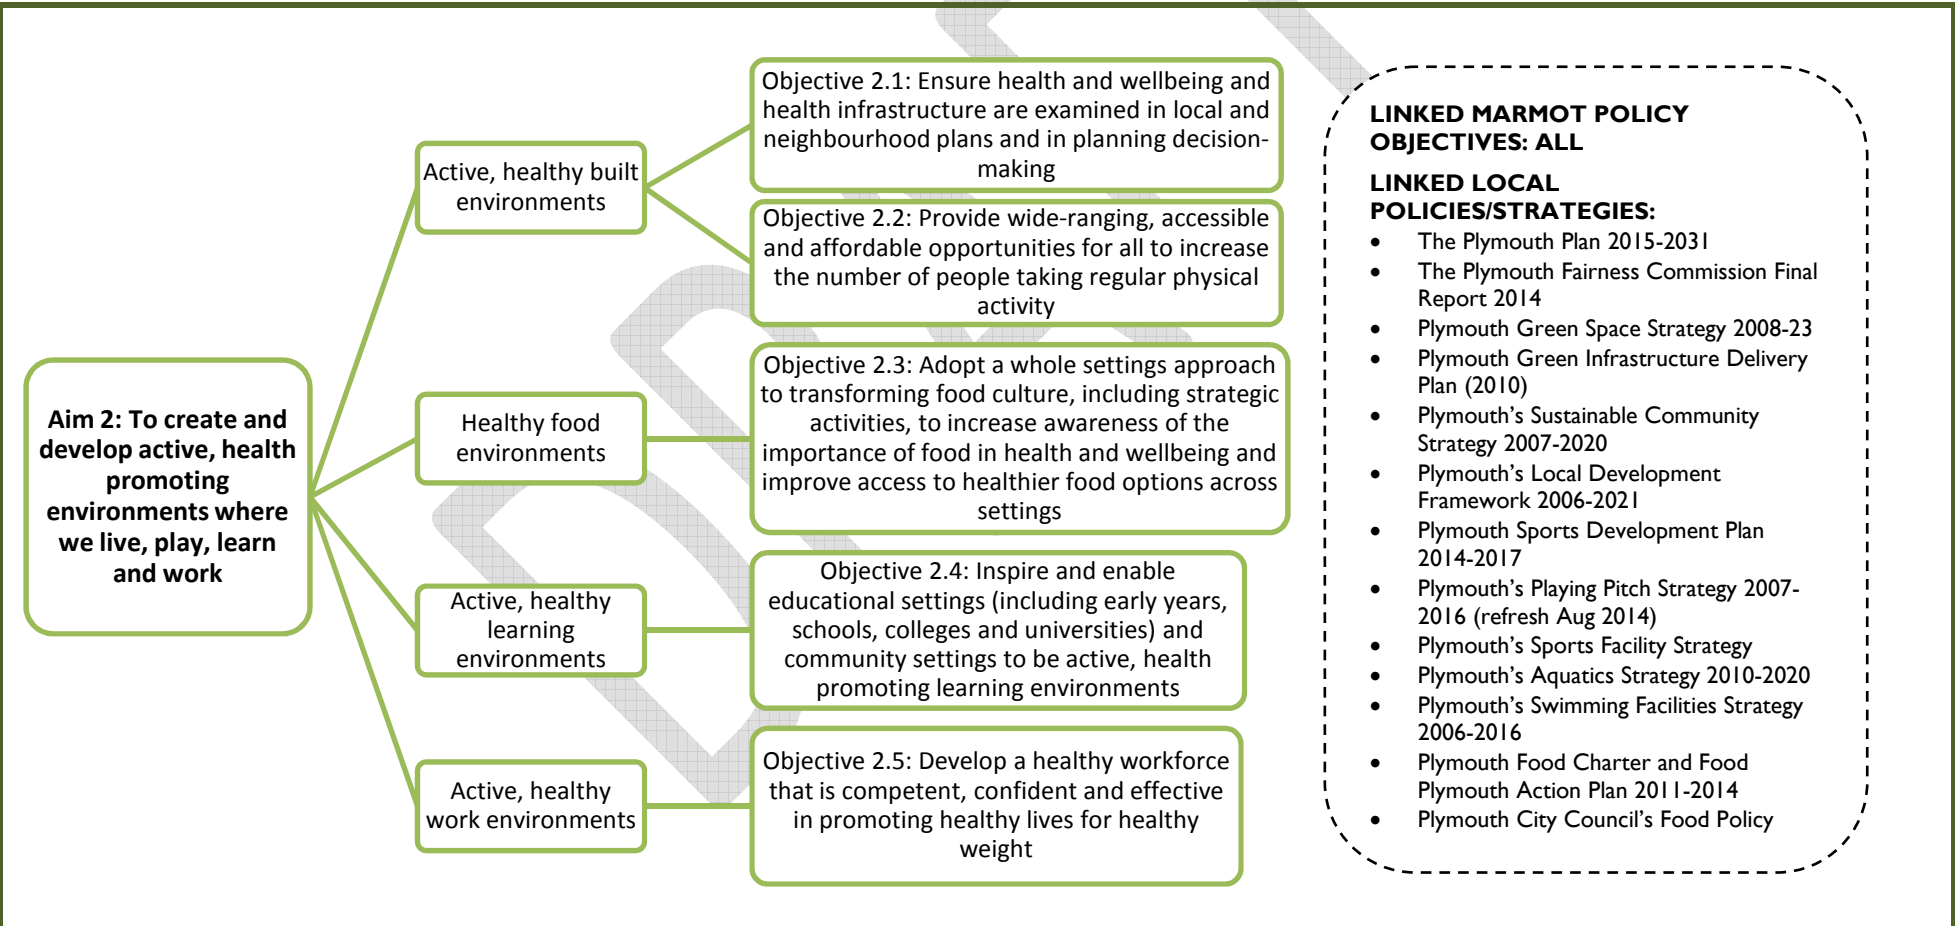 Aim 2: To create and
develop active, health
promoting
environments where
we live, play, learn
and work
Active, healthy built
environments
Objective 2.1: Ensure health and wellbeing and
health infrastructure are examined in local and
neighbourhood plans and in planning decision-
making
Objective 2.2: Provide wide-ranging, accessible
and affordable opportunities for all to increase
the number of people taking regular physical
activity
Healthy food
environments
Objective 2.3: Adopt a whole settings approach
to transforming food culture, including strategic
activities, to increase awareness of the
importance of food in health and wellbeing and
improve access to healthier food options across
settings
Active, healthy
learning
environments
Objective 2.4: Inspire and enable
educational settings (including early years,
schools, colleges and universities) and
community settings to be active, health
promoting learning environments
Active, healthy
work environments
Objective 2.5: Develop a healthy workforce
that is competent, confident and effective
in promoting healthy lives for healthy
weight
LINKED MARMOT POLICY
OBJECTIVES: ALL
LINKED LOCAL
POLICIES/STRATEGIES:
• The Plymouth Plan 2015-2031
• The Plymouth Fairness Commission Final
Report 2014
• Plymouth Green Space Strategy 2008-23
• Plymouth Green Infrastructure Delivery
Plan (2010)
• Plymouth's Sustainable Community
Strategy 2007-2020
• Plymouth's Local Development
Framework 2006-2021
• Plymouth Sports Development Plan
2014-2017
• Plymouth's Playing Pitch Strategy 2007-
2016 (refresh Aug 2014)
• Plymouth's Sports Facility Strategy
• Plymouth's Aquatics Strategy 2010-2020
• Plymouth's Swimming Facilities Strategy
2006-2016
• Plymouth Food Charter and Food
Plymouth Action Plan 2011-2014
• Plymouth City Council's Food Policy